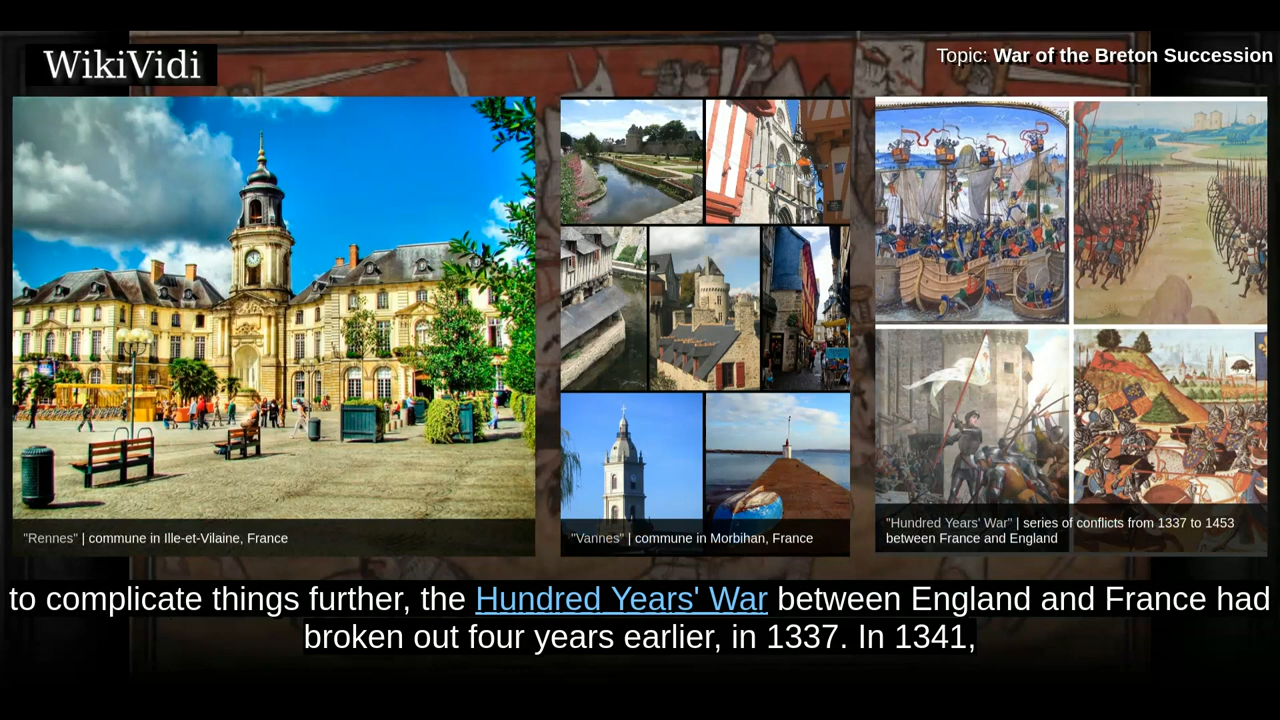 WikiVidi
Topic: War of the Breton Succession
"Rennes" | commune in Ille-et-Vilaine, France
"Vannes" | commune in Morbihan, France
"Hundred Years' War" | series of conflicts from 1337 to 1453
between France and England
to complicate things further, the Hundred Years' War between England and France had
broken out four years earlier, in 1337. In 1341,